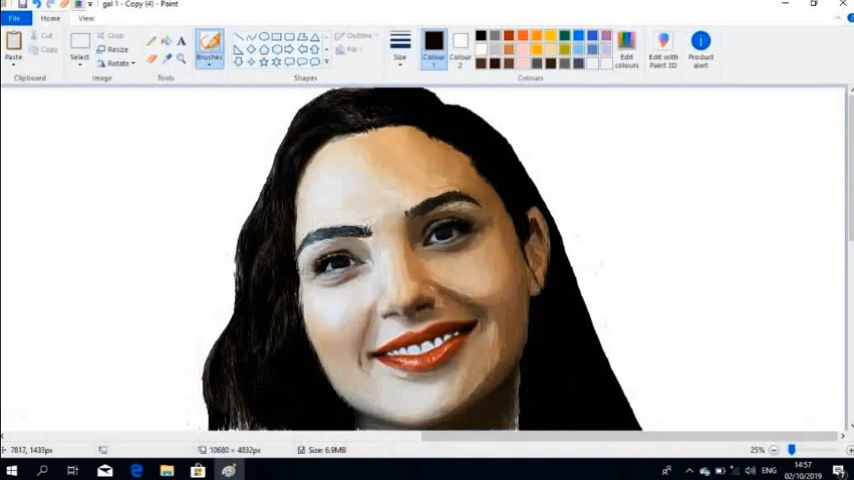 gal 1 - Copy (4) - Paint
File Home View
Cut Crop Outline
Copy Resize Fill
Paste Select Rotate Brushes Size Colour Colour Edit Edit with Product
1 2 colours Paint 3D alert
Clipboard Image Tools Shapes Colours
7817, 1433px 10680 × 4832px Size: 6.9MB 25%
ENG 14:57
02/10/2019